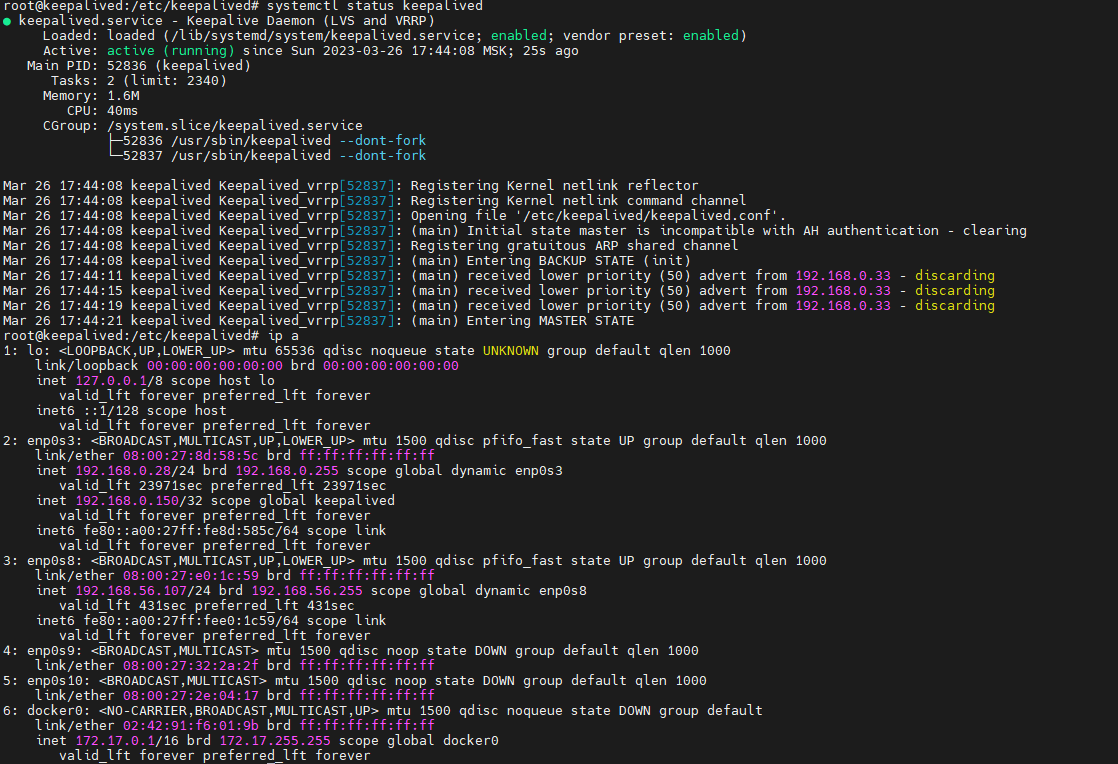 root@keepalived:/etc/keepalived# systemctl status keepalived
● keepalived.service - Keepalive Daemon (LVS and VRRP)
Loaded: loaded (/lib/systemd/system/keepalived.service; enabled; vendor preset: enabled)
Active: active (running) since Sun 2023-03-26 17:44:08 MSK; 25s ago
Main PID: 52836 (keepalived)
Tasks: 2 (limit: 2340)
Memory: 1.6M
CPU: 40ms
CGroup: /system.slice/keepalived.service
├─52836 /usr/sbin/keepalived --dont-fork
└─52837 /usr/sbin/keepalived --dont-fork
Mar 26 17:44:08 keepalived Keepalived_vrrp[52837]: Registering Kernel netlink reflector
Mar 26 17:44:08 keepalived Keepalived_vrrp[52837]: Registering Kernel netlink command channel
Mar 26 17:44:08 keepalived Keepalived_vrrp[52837]: Opening file '/etc/keepalived/keepalived.conf'.
Mar 26 17:44:08 keepalived Keepalived_vrrp[52837]: (main) Initial state master is incompatible with AH authentication - clearing
Mar 26 17:44:08 keepalived Keepalived_vrrp[52837]: Registering gratuitous ARP shared channel
Mar 26 17:44:08 keepalived Keepalived_vrrp[52837]: (main) Entering BACKUP STATE (init)
Mar 26 17:44:11 keepalived Keepalived_vrrp[52837]: (main) received lower priority (50) advert from 192.168.0.33 - discarding
Mar 26 17:44:15 keepalived Keepalived_vrrp[52837]: (main) received lower priority (50) advert from 192.168.0.33 - discarding
Mar 26 17:44:19 keepalived Keepalived_vrrp[52837]: (main) received lower priority (50) advert from 192.168.0.33 - discarding
Mar 26 17:44:21 keepalived Keepalived_vrrp[52837]: (main) Entering MASTER STATE
root@keepalived:/etc/keepalived# ip a
1: lo: <LOOPBACK,UP,LOWER_UP> mtu 65536 qdisc noqueue state UNKNOWN group default qlen 1000
link/loopback 00:00:00:00:00:00 brd 00:00:00:00:00:00
inet 127.0.0.1/8 scope host lo
valid_lft forever preferred_lft forever
inet6 ::1/128 scope host
valid_lft forever preferred_lft forever
2: enp0s3: <BROADCAST,MULTICAST,UP,LOWER_UP> mtu 1500 qdisc pfifo_fast state UP group default qlen 1000
link/ether 08:00:27:8d:58:5c brd ff:ff:ff:ff:ff:ff
inet 192.168.0.28/24 brd 192.168.0.255 scope global dynamic enp0s3
valid_lft 23971sec preferred_lft 23971sec
inet 192.168.0.150/32 scope global keepalived
valid_lft forever preferred_lft forever
inet6 fe80::a00:27ff:fe8d:585c/64 scope link
valid_lft forever preferred_lft forever
3: enp0s8: <BROADCAST,MULTICAST,UP,LOWER_UP> mtu 1500 qdisc pfifo_fast state UP group default qlen 1000
link/ether 08:00:27:e0:1c:59 brd ff:ff:ff:ff:ff:ff
inet 192.168.56.107/24 brd 192.168.56.255 scope global dynamic enp0s8
valid_lft 431sec preferred_lft 431sec
inet6 fe80::a00:27ff:fee0:1c59/64 scope link
valid_lft forever preferred_lft forever
4: enp0s9: <BROADCAST,MULTICAST> mtu 1500 qdisc noop state DOWN group default qlen 1000
link/ether 08:00:27:32:2a:2f brd ff:ff:ff:ff:ff:ff
5: enp0s10: <BROADCAST,MULTICAST> mtu 1500 qdisc noop state DOWN group default qlen 1000
link/ether 08:00:27:2e:04:17 brd ff:ff:ff:ff:ff:ff
6: docker0: <NO-CARRIER,BROADCAST,MULTICAST,UP> mtu 1500 qdisc noqueue state DOWN group default
link/ether 02:42:91:f6:01:9b brd ff:ff:ff:ff:ff:ff
inet 172.17.0.1/16 brd 172.17.255.255 scope global docker0
valid_lft forever preferred_lft forever